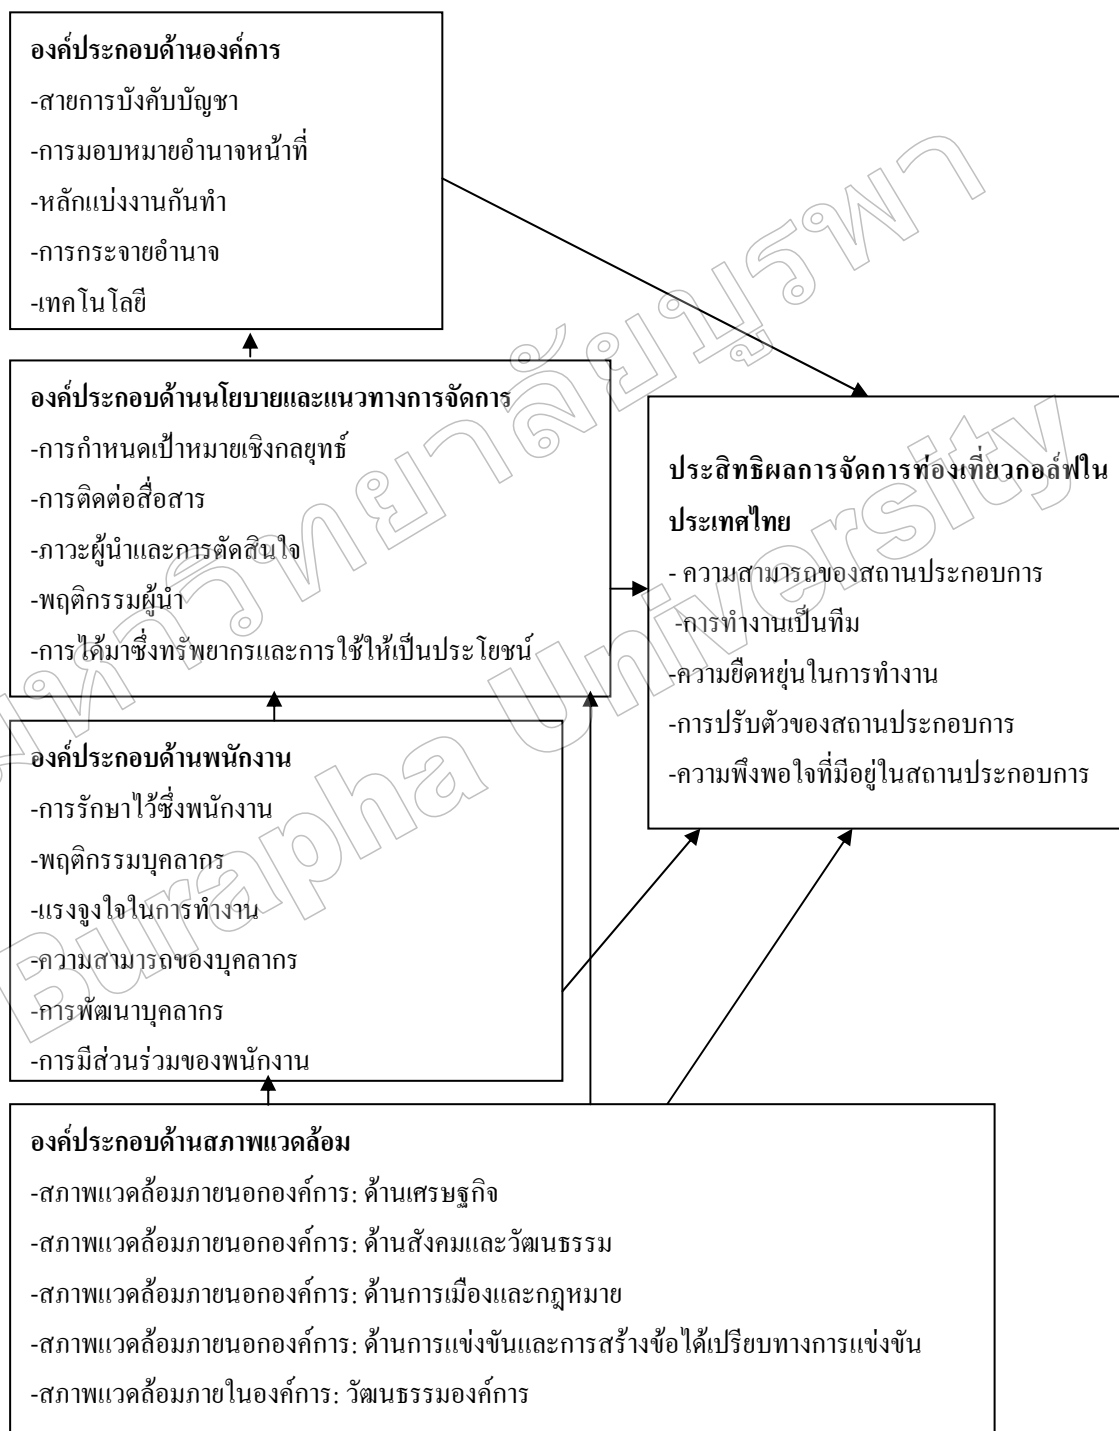 องค์ประกอบด้านองค์การ
-สายการบังคับบัญชา
-การมอบหมายอำนาจหน้าที่
-หลักแบ่งงานกันทำ
-การกระจายอำนาจ
-เทคโนโลยี
องค์ประกอบด้านนโยบายและแนวทางการจัดการ
-การกำหนดเป้าหมายเชิงกลยุทธ์
-การติดต่อสื่อสาร
-ภาวะผู้นำและการตัดสินใจ
-พฤติกรรมผู้นำ
-การได้มาซึ่งทรัพยากรและการใช้ให้เป็นประโยชน์
ประสิทธิผลการจัดการท่องเที่ยวกอล์ฟใน
ประเทศไทย
- ความสามารถของสถานประกอบการ
-การทำงานเป็นทีม
-ความยืดหยุ่นในการทำงาน
-การปรับตัวของสถานประกอบการ
-ความพึงพอใจที่มีอยู่ในสถานประกอบการ
องค์ประกอบด้านพนักงาน
-การรักษาไว้ซึ่งพนักงาน
-พฤติกรรมบุคลากร
-แรงจูงใจในการทำงาน
-ความสามารถของบุคลากร
-การพัฒนาบุคลากร
-การมีส่วนร่วมของพนักงาน
องค์ประกอบด้านสภาพแวดล้อม
-สภาพแวดล้อมภายนอกองค์การ: ด้านเศรษฐกิจ
-สภาพแวดล้อมภายนอกองค์การ: ด้านสังคมและวัฒนธรรม
-สภาพแวดล้อมภายนอกองค์การ: ด้านการเมืองและกฎหมาย
-สภาพแวดล้อมภายนอกองค์การ: ด้านการแข่งขันและการสร้างข้อได้เปรียบทางการแข่งขัน
-สภาพแวดล้อมภายในองค์การ: วัฒนธรรมองค์การ
มหาวิทยาลัยบูรพา
Burapha University